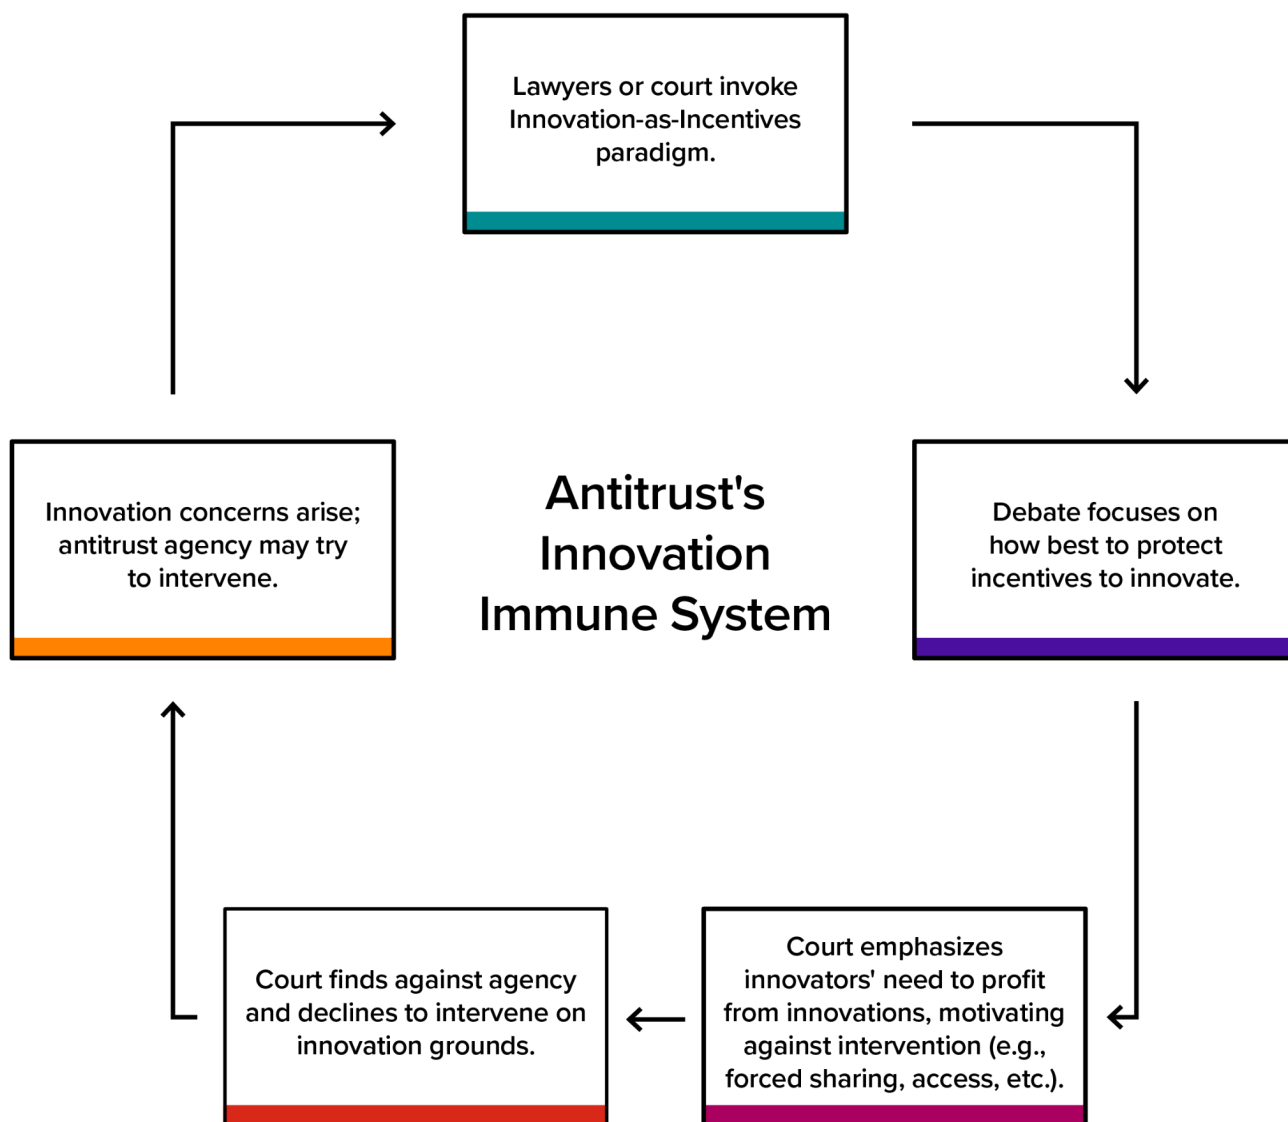 Lawyers or court invoke
Innovation-as-Incentives
paradigm.
Innovation concerns arise;
antitrust agency may try
to intervene.
Antitrust's
Innovation
Immune System
Debate focuses on
how best to protect
incentives to innovate.
Court finds against agency
and declines to intervene on
innovation grounds.
Court emphasizes
innovators' need to profit
from innovations, motivating
against intervention (e.g.,
forced sharing, access, etc.).